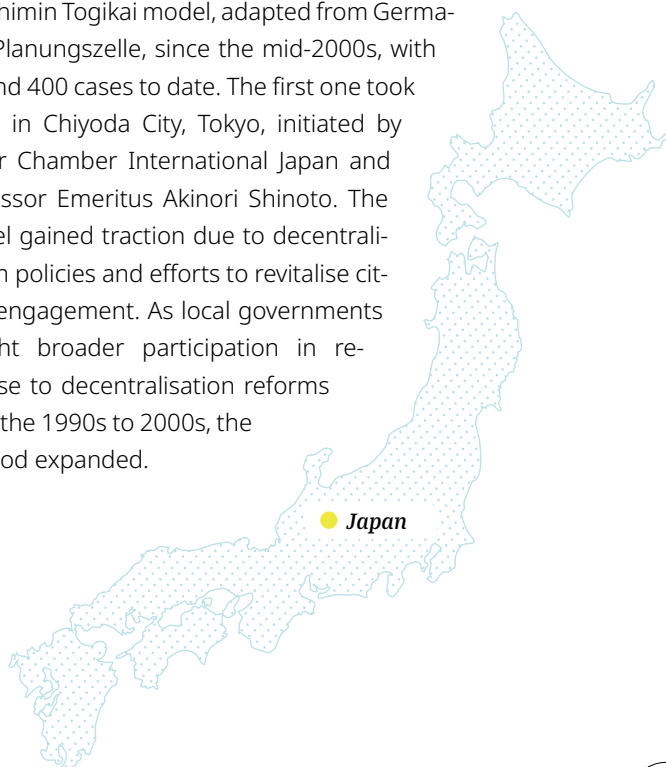 himin Togikai model, adapted from Germa-
Planungszelle, since the mid-2000s, with
nd 400 cases to date. The first one took
in Chiyoda City, Tokyo, initiated by
r Chamber International Japan and
ssor Emeritus Akinori Shinoto. The
el gained traction due to decentrali-
n policies and efforts to revitalise cit-
engagement. As local governments
ht broader participation in re-
se to decentralisation reforms
the 1990s to 2000s, the
od expanded.
Japan